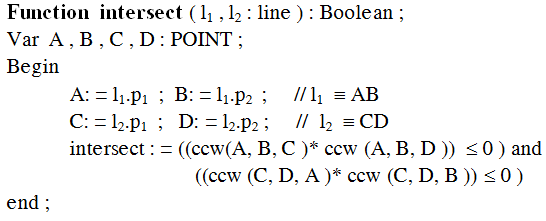 Function intersect ( l₁ , l₂ : line ) : Boolean ;
Var A , B , C , D : POINT ;
Begin
A: = l₁.p₁ ; B: = l₁.p₂ ; // l₁ ≡ AB
C: = l₂.p₁ ; D: = l₂.p₂ ; // l₂ ≡ CD
intersect : = ((ccw(A, B, C )* ccw (A, B, D )) ≤ 0 ) and
((ccw (C, D, A )* ccw (C, D, B )) ≤ 0 )
end ;